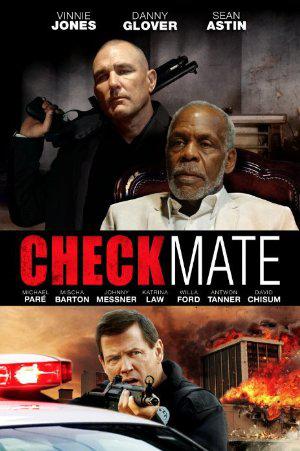 VINNIE JONES DANNY GLOVER SEAN ASTIN
CHECKMATE
MICHAEL PARÉ MISCHA BARTON JOHNNY MESSNER KATRINA LAW WILLA FORD ANTWON TANNER DAVID CHISUM